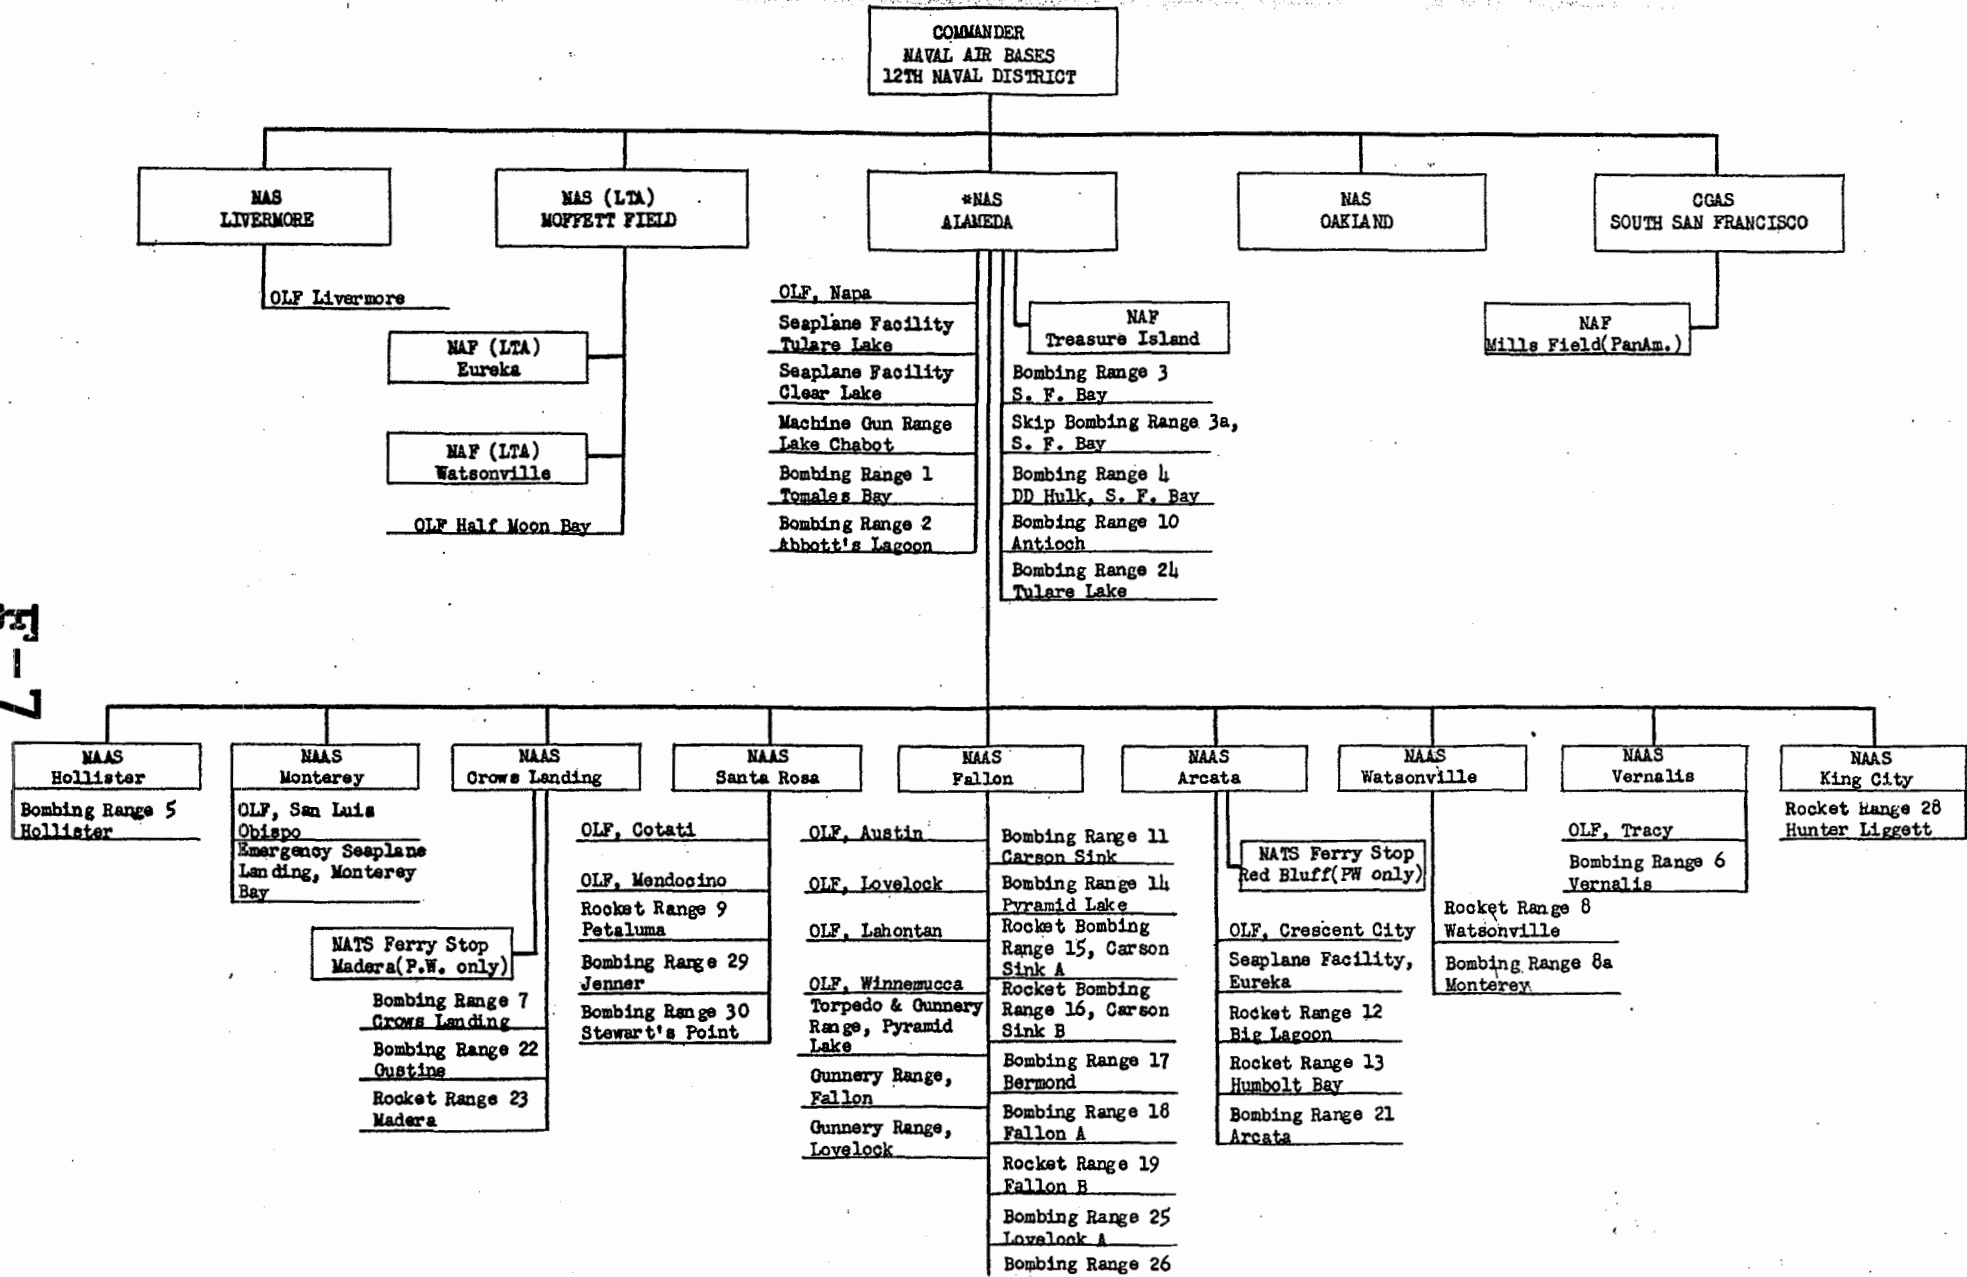 COMMANDER
NAVAL AIR BASES
12TH NAVAL DISTRICT
NAS
LIVERMORE
NAS (LTA)
MOFFETT FIELD
*NAS
ALAMEDA
NAS
OAKLAND
CGAS
SOUTH SAN FRANCISCO
OLF Livermore
NAF (LTA)
Eureka
NAF (LTA)
Watsonville
OLF Half Moon Bay
OLF, Napa
Seaplane Facility
Tulare Lake
Seaplane Facility
Clear Lake
Machine Gun Range
Lake Chabot
Bombing Range 1
Tomales Bay
Bombing Range 2
Abbott's Lagoon
NAF
Treasure Island
Bombing Range 3
S. F. Bay
Skip Bombing Range 3a,
S. F. Bay
Bombing Range 4
DD Hulk, S. F. Bay
Bombing Range 10
Antioch
Bombing Range 24
Tulare Lake
NAF
Mills Field(PanAm.)
E-7
NAAS
Hollister
Bombing Range 5
Hollister
NAAS
Monterey
OLF, San Luis
Obispo
Emergency Seaplane
Landing, Monterey
Bay
NAAS
Crows Landing
NATS Ferry Stop
Madera(P.W. only)
Bombing Range 7
Crows Landing
Bombing Range 22
Gustine
Rocket Range 23
Madera
NAAS
Santa Rosa
OLF, Cotati
OLF, Mendocino
Rocket Range 9
Petaluma
Bombing Range 29
Jenner
Bombing Range 30
Stewart's Point
NAAS
Fallon
OLF, Austin
OLF, Lovelock
OLF, Lahontan
OLF, Winnemucca
Torpedo & Gunnery
Range, Pyramid
Lake
Gunnery Range,
Fallon
Gunnery Range,
Lovelock
Bombing Range 11
Carson Sink
Bombing Range 14
Pyramid Lake
Rocket Bombing
Range 15, Carson
Sink A
Rocket Bombing
Range 16, Carson
Sink B
Bombing Range 17
Bermond
Bombing Range 18
Fallon A
Rocket Range 19
Fallon B
Bombing Range 25
Lovelock A
Bombing Range 26
NAAS
Arcata
NATS Ferry Stop
Red Bluff(PW only)
OLF, Crescent City
Seaplane Facility,
Eureka
Rocket Range 12
Big Lagoon
Rocket Range 13
Humbolt Bay
Bombing Range 21
Arcata
NAAS
Watsonville
Rocket Range 8
Watsonville
Bombing Range 8a
Monterey
NAAS
Vernalis
OLF, Tracy
Bombing Range 6
Vernalis
NAAS
King City
Rocket Range 28
Hunter Liggett